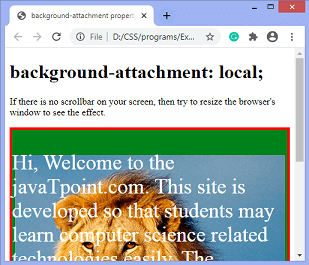 background-attachment propert
File
D:/CSS/programs/Ex...
background-attachment: local;
If there is no scrollbar on your screen, then try to resize the browser's
window to see the effect.
Hi, Welcome to the
javaTpoint.com. This site is
developed so that students may
learn computer science related
technologies easily. The